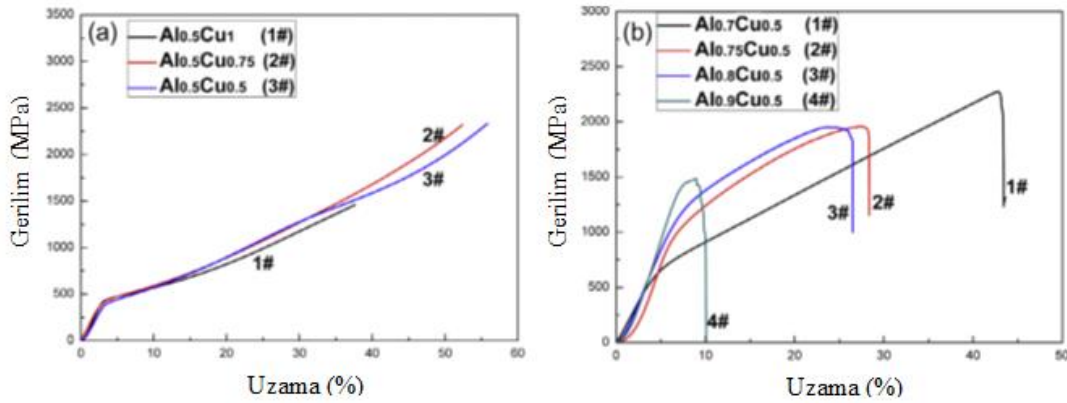 (a)
Al0.5Cu1 (1#)
Al0.5Cu0.75 (2#)
Al0.5Cu0.5 (3#)
3500
3000
2500
2000
1500
1000
500
0
Gerilim (MPa)
2#
3#
1#
0 10 20 30 40 50 60
Uzama (%)
(b)
Al0.7Cu0.5 (1#)
Al0.75Cu0.5 (2#)
Al0.8Cu0.5 (3#)
Al0.9Cu0.5 (4#)
3000
2500
2000
1500
1000
500
0
Gerilim (MPa)
1#
2#
3#
4#
0 10 20 30 40 50
Uzama (%)